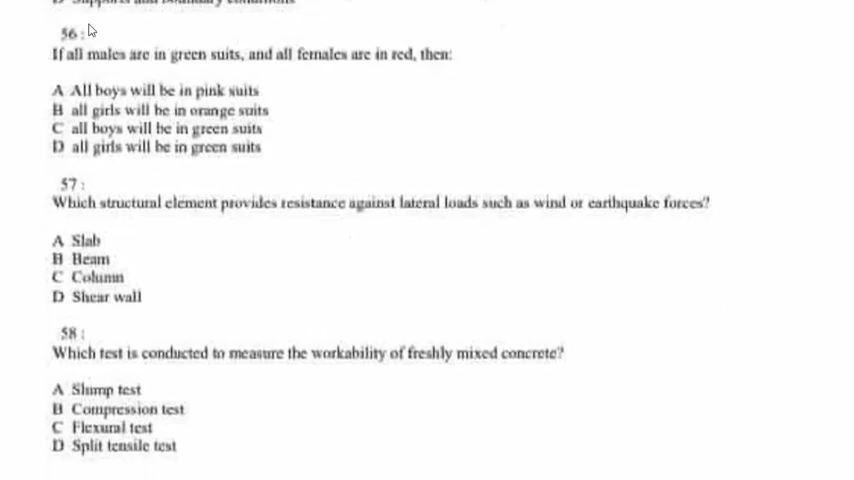 D Supports and boundary conditions
56 :
If all males are in green suits, and all females are in red, then:
A All boys will be in pink suits
B all girls will be in orange suits
C all boys will be in green suits
D all girls will be in green suits
57 :
Which structural element provides resistance against lateral loads such as wind or earthquake forces?
A Slab
B Beam
C Column
D Shear wall
58 :
Which test is conducted to measure the workability of freshly mixed concrete?
A Slump test
B Compression test
C Flexural test
D Split tensile test